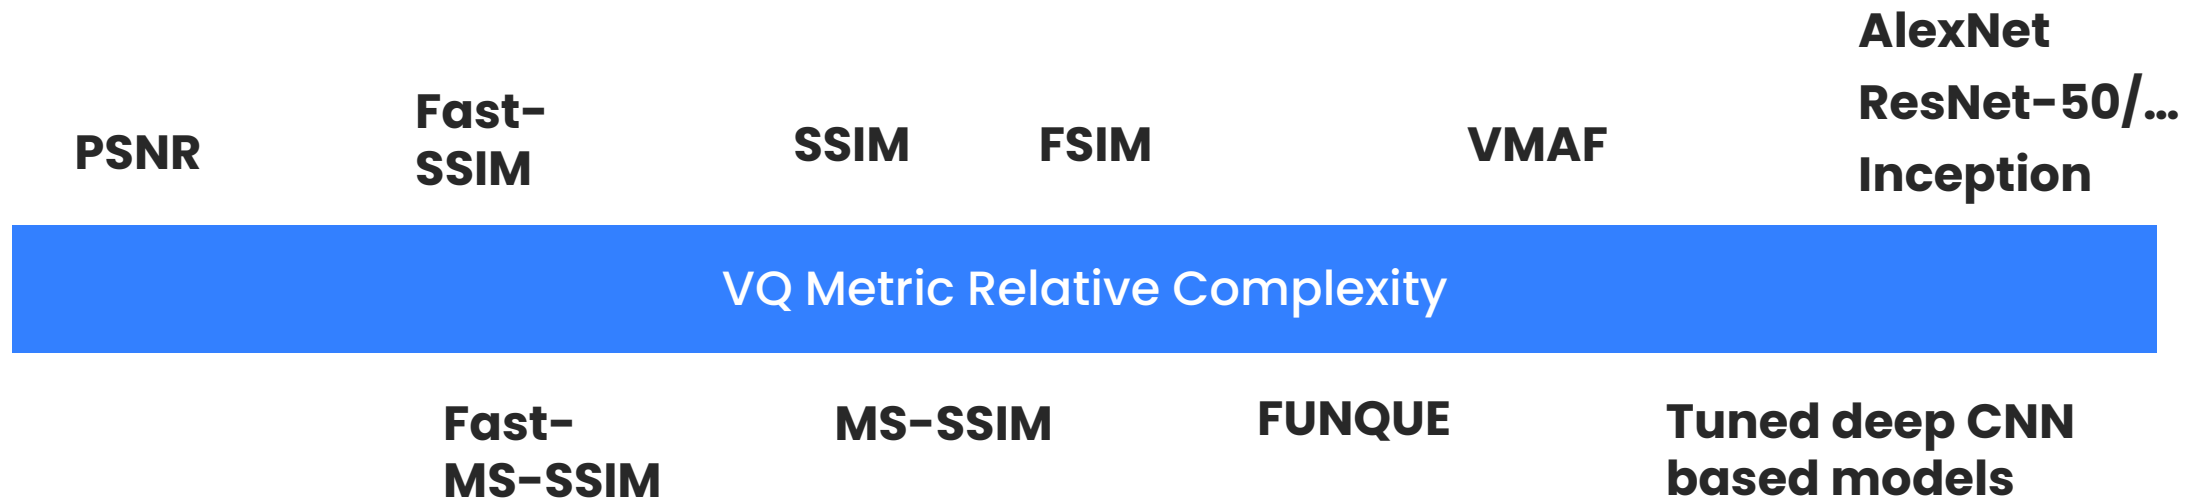 PSNR
Fast-
SSIM
SSIM
FSIM
VMAF
AlexNet
ResNet-50/...
Inception
VQ Metric Relative Complexity
Fast-
MS-SSIM
MS-SSIM
FUNQUE
Tuned deep CNN
based models